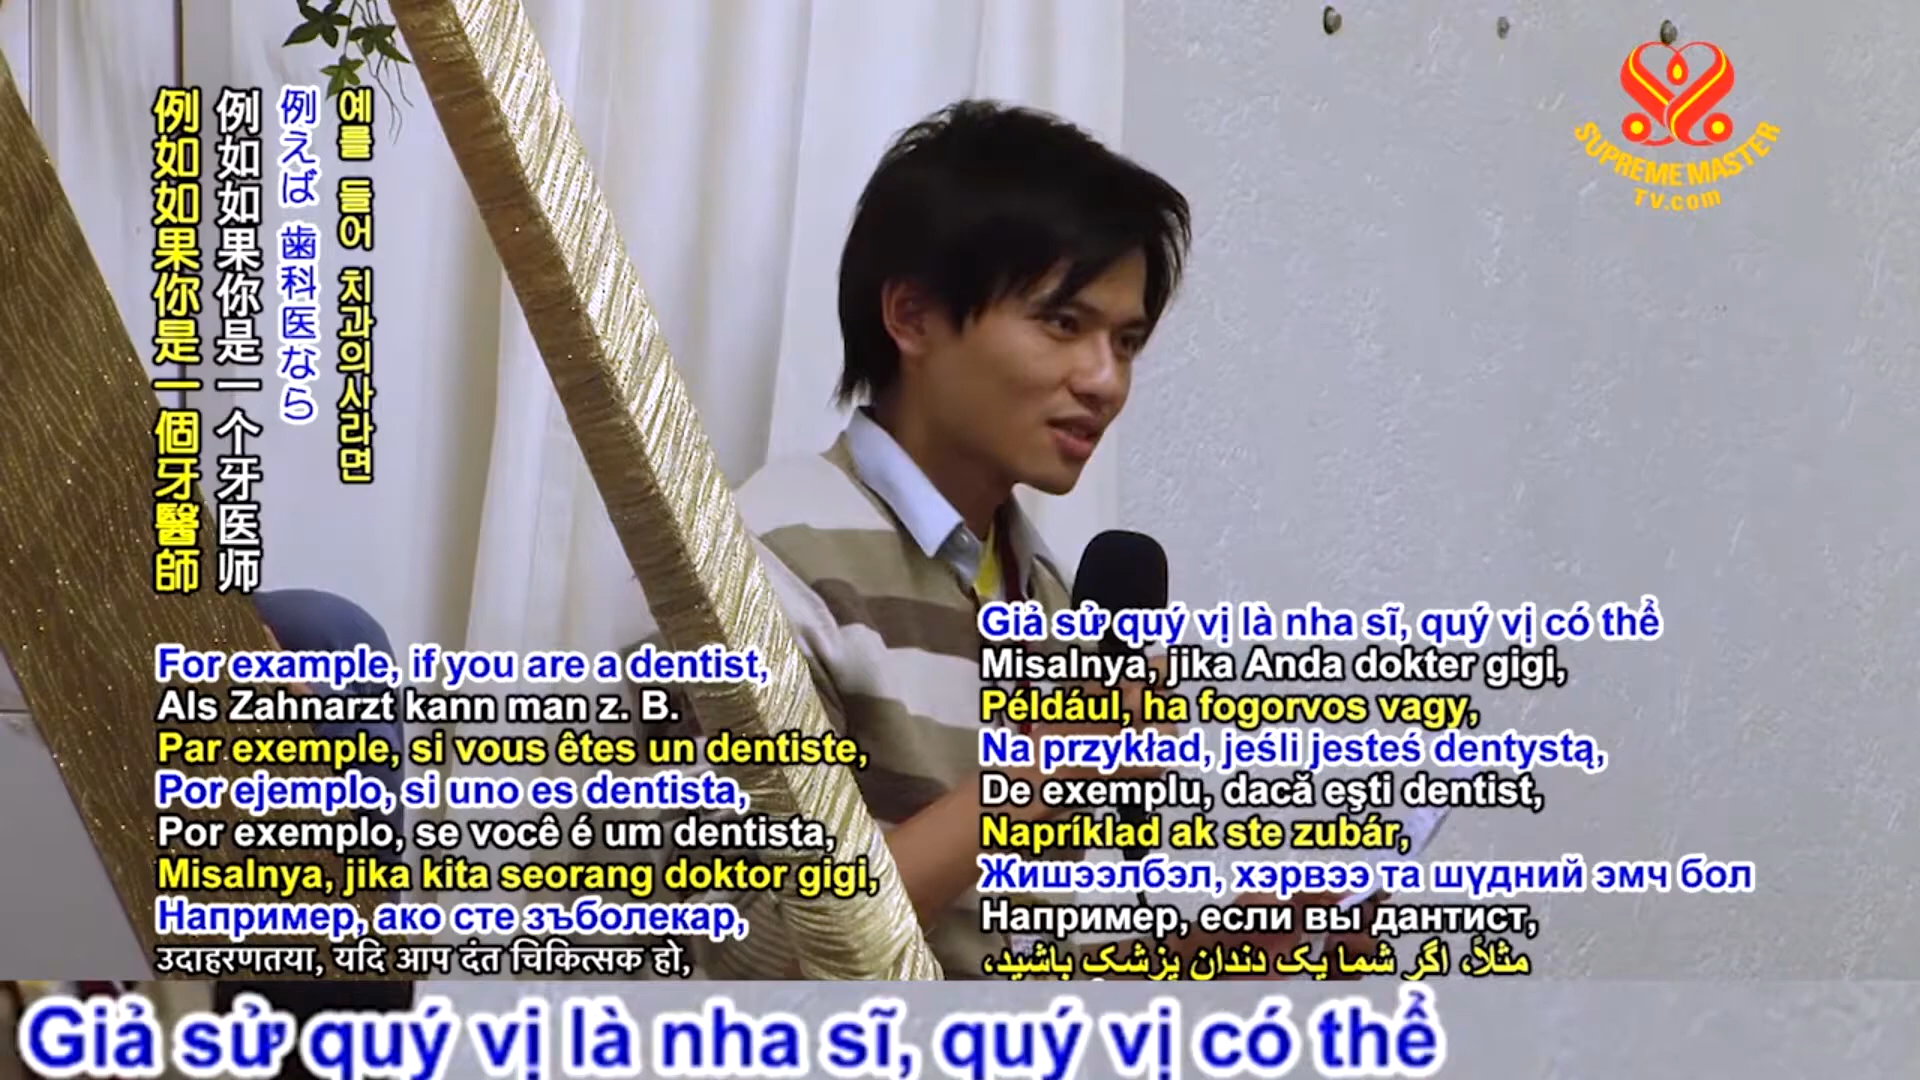 예를 들어 치과의사라면
例えば 歯科医なら
例如如果你是一个牙医师
例如如果你是一個牙醫師
SUPREME MASTER
TV.com
For example, if you are a dentist,
Als Zahnarzt kann man z. B.
Par exemple, si vous êtes un dentiste,
Por ejemplo, si uno es dentista,
Por exemplo, se você é um dentista,
Misalnya, jika kita seorang doktor gigi,
Например, ако сте зъболекар,
उदाहरणतया, यदि आप दंत चिकित्सक हो,
Giả sử quý vị là nha sĩ, quý vị có thể
Misalnya, jika Anda dokter gigi,
Például, ha fogorvos vagy,
Na przykład, jeśli jesteś dentystą,
De exemplu, dacă eşti dentist,
Napríklad ak ste zubár,
Жишээлбэл, хэрвээ та шүдний эмч бол
Например, если вы дантист,
مثلاً، اگر شما یک دندان پزشک باشید،
Giả sử quý vị là nha sĩ, quý vị có thể